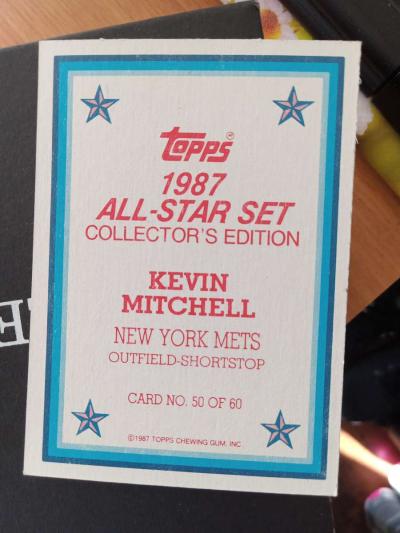 Topps®
1987
ALL-STAR SET
COLLECTOR'S EDITION
KEVIN
MITCHELL
NEW YORK METS
OUTFIELD-SHORTSTOP
CARD NO. 50 OF 60
©1987 TOPPS CHEWING GUM, INC.